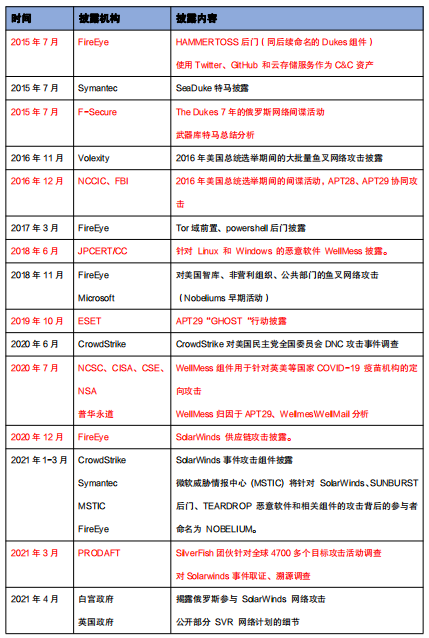 时间 披露机构 披露内容
2015 年 7 月 FireEye HAMMERTOSS 后门（同后续命名的Dukes 组件）
使用 Twitter、GitHub 和云存储服务作为 C&C 资产
2015 年 7 月 Symantec SeaDuke 特马披露
2015 年 7 月 F-Secure The Dukes 7 年的俄罗斯网络间谍活动
武器库特马总结分析
2016 年 11 月 Volexity 2016 年美国总统选举期间的大批量鱼叉网络攻击披露
2016 年 12 月 NCCIC、FBI 2016 年美国总统选举期间的间谍活动，APT28、APT29 协同攻
击
2017 年 3 月 FireEye Tor 域前置、powershell 后门披露
2018 年 6 月 JPCERT/CC 针对 Linux 和 Windows 的恶意软件 WellMess 披露。
2018 年 11 月 FireEye 对美国智库、非营利组织、公共部门的鱼叉网络攻击
Microsoft （Nobeliums 早期活动）
2019 年 10 月 ESET APT29 “GHOST ”行动披露
2020 年 6 月 CrowdStrike CrowdStrike 对美国民主党全国委员会 DNC 攻击事件调查
2020 年 7 月 NCSC、CISA、CSE、 WellMess 组件用于针对英美等国家 COVID-19 疫苗机构的定
NSA 向攻击
普华永道 WellMess 归因于 APT29、Wellmes\WellMail 分析
2020 年 12 月 FireEye SolarWinds 供应链攻击披露。
2021 年 1-3 月 CrowdStrike SolarWinds 事件攻击组件披露
Symantec 微软威胁情报中心 (MSTIC) 将针对 SolarWinds、SUNBURST
MSTIC 后门、TEARDROP 恶意软件和相关组件的攻击背后的参与者
FireEye 命名为 NOBELIUM。
2021 年 3 月 PRODAFT SilverFish 团伙针对全球 4700 多个目标攻击活动调查
对 Solarwinds 事件取证、溯源调查
2021 年 4 月 白宫政府 揭露俄罗斯参与 SolarWinds 网络攻击
英国政府 公开部分 SVR 网络计划的细节